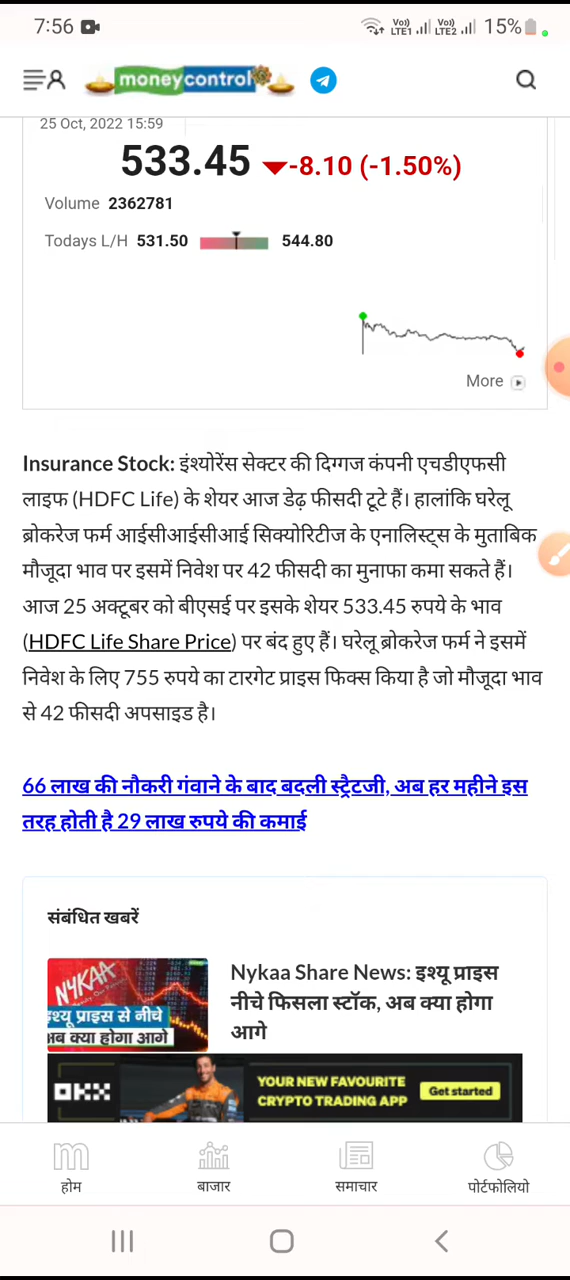 7:56
Vo)) LTE1 Vo)) LTE2 15%
moneycontrol
25 Oct, 2022 15:59
533.45 -8.10 (-1.50%)
Volume 2362781
Todays L/H 531.50 544.80
More
Insurance Stock: इंश्योरेंस सेक्टर की दिग्गज कंपनी एचडीएफसी
लाइफ (HDFC Life) के शेयर आज डेढ़ फीसदी टूटे हैं। हालांकि घरेलू
ब्रोकरेज फर्म आईसीआईसीआई सिक्योरिटीज के एनालिस्ट्स के मुताबिक
मौजूदा भाव पर इसमें निवेश पर 42 फीसदी का मुनाफा कमा सकते हैं।
आज 25 अक्टूबर को बीएसई पर इसके शेयर 533.45 रुपये के भाव
(HDFC Life Share Price) पर बंद हुए हैं। घरेलू ब्रोकरेज फर्म ने इसमें
निवेश के लिए 755 रुपये का टारगेट प्राइस फिक्स किया है जो मौजूदा भाव
से 42 फीसदी अपसाइड है।
66 लाख की नौकरी गंवाने के बाद बदली स्ट्रैटजी, अब हर महीने इस
तरह होती है 29 लाख रुपये की कमाई
संबंधित खबरें
NYKAA
इश्यू प्राइस से नीचे
अब क्या होगा आगे
Nykaa Share News: इश्यू प्राइस
नीचे फिसला स्टॉक, अब क्या होगा
आगे
OKX
YOUR NEW FAVOURITE
CRYPTO TRADING APP
Get started
होम बाजार समाचार पोर्टफोलियो